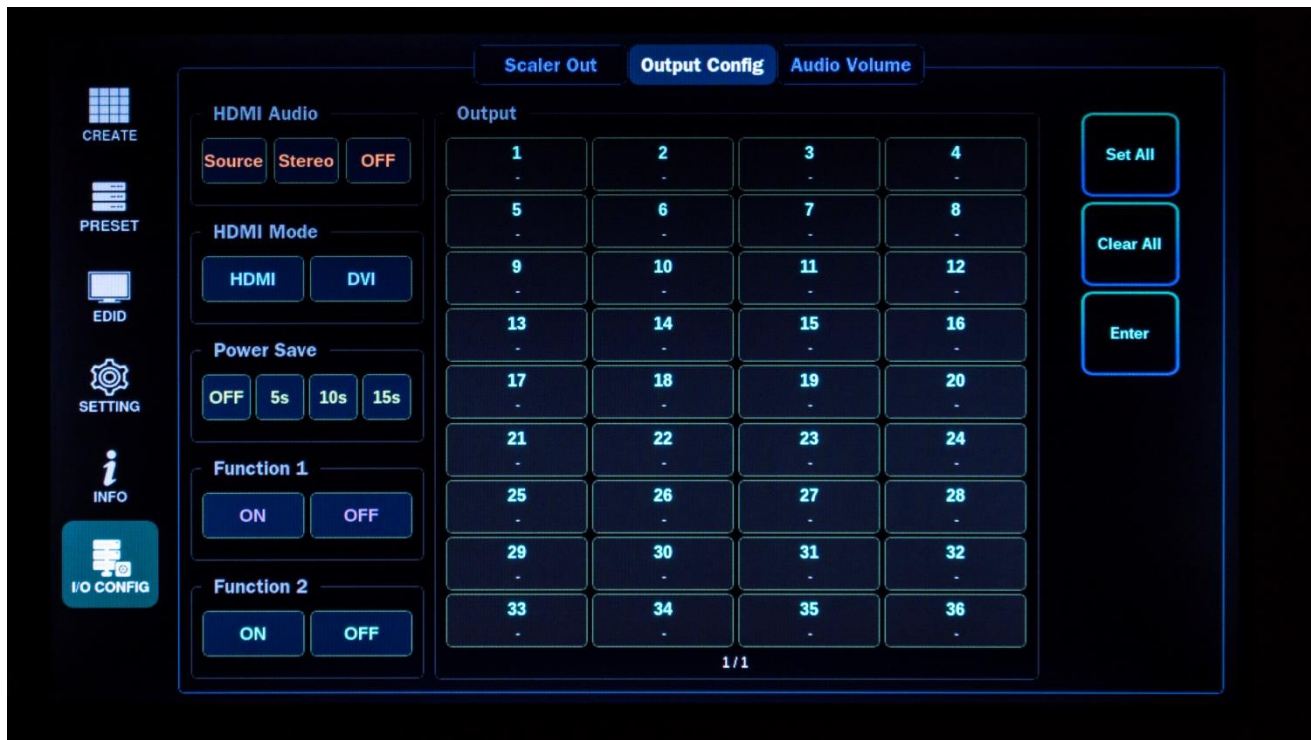 Scaler Out Output Config Audio Volume
CREATE
PRESET
EDID
SETTING
INFO
I/O CONFIG
HDMI Audio
Source Stereo OFF
HDMI Mode
HDMI DVI
Power Save
OFF 5s 10s 15s
Function 1
ON OFF
Function 2
ON OFF
Output
1 2 3 4
- - - -
5 6 7 8
- - - -
9 10 11 12
- - - -
13 14 15 16
- - - -
17 18 19 20
- - - -
21 22 23 24
- - - -
25 26 27 28
- - - -
29 30 31 32
- - - -
33 34 35 36
- - - -
1/1
Set All
Clear All
Enter